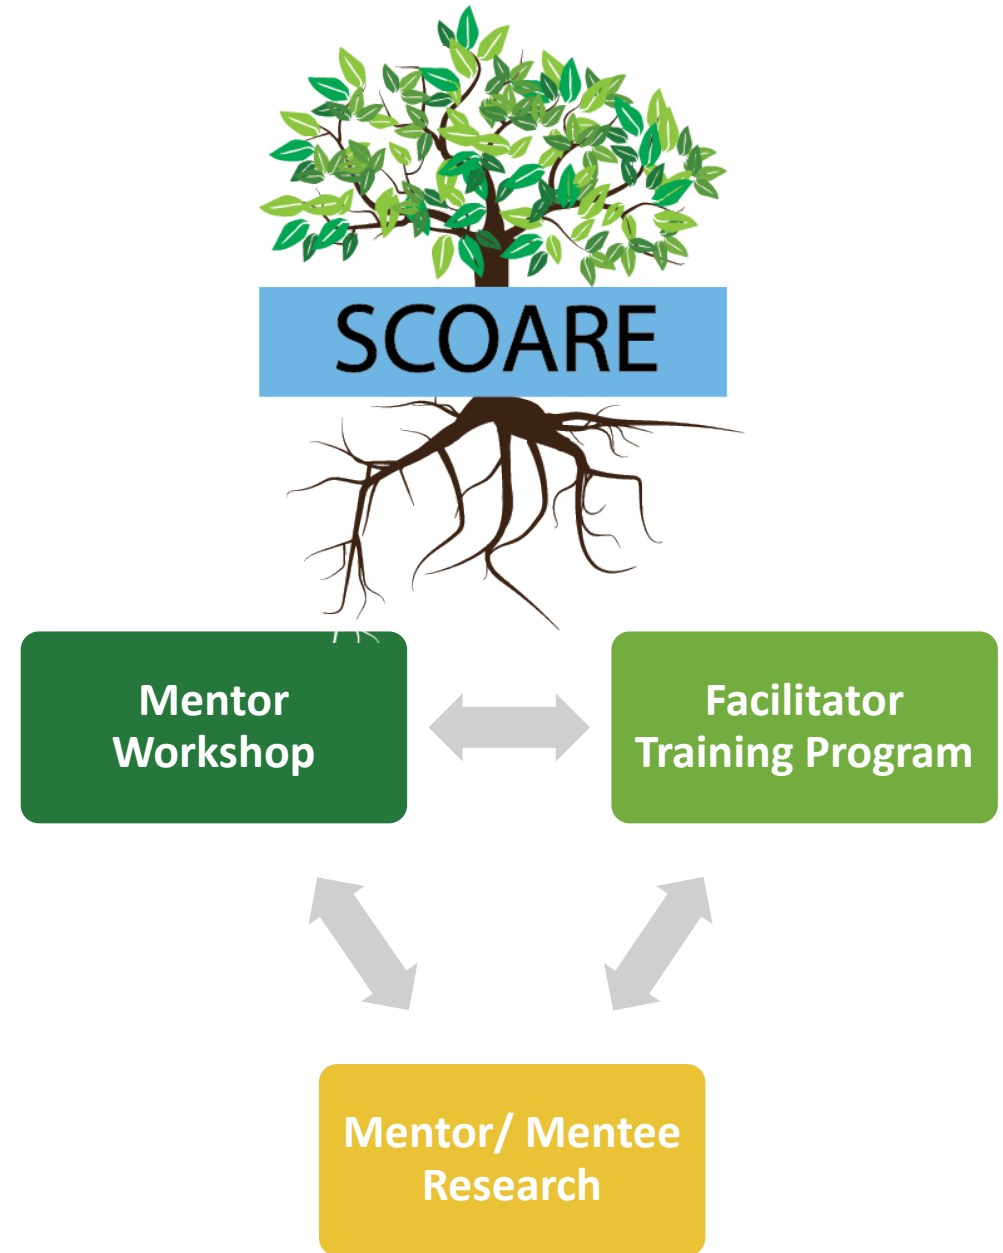 SCOARE
Mentor
Workshop
Facilitator
Training Program
Mentor/ Mentee
Research